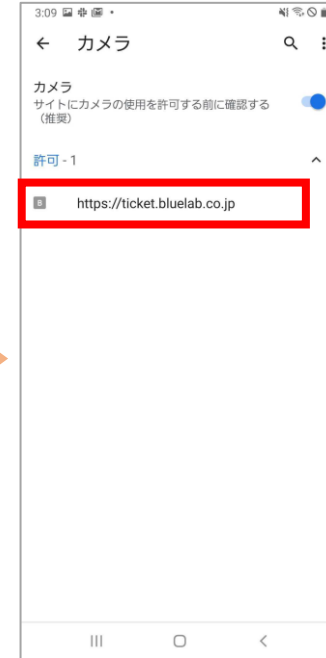 3:09
カメラ
カメラ
サイトにカメラの使用を許可する前に確認する
（推奨）
許可 - 1
B
https://ticket.bluelab.co.jp